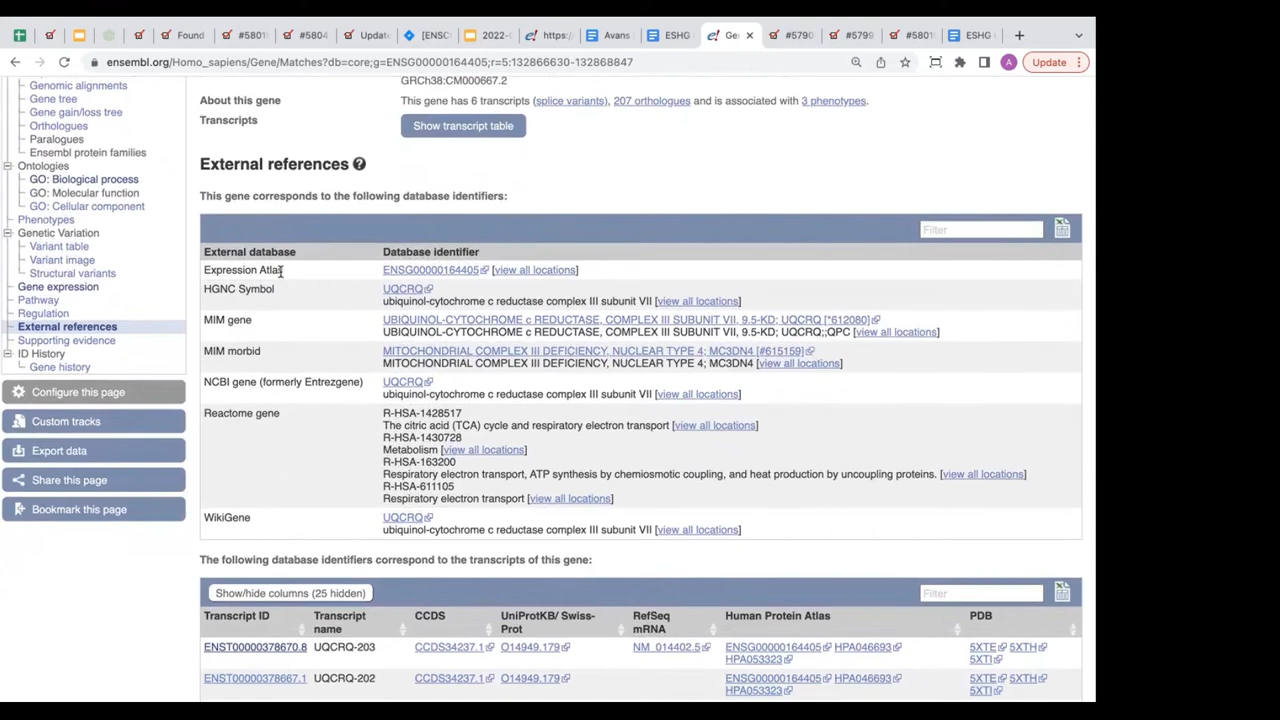 Found
#5801
#5804
Update
[ENSC
2022-
https:/
Avans
ESHG
Ge
#5790
#5799
#5801
ESHG
ensembl.org/Homo_sapiens/Gene/Matches?db=core;g=ENSG00000164405;r=5:132866630-132868847
A
Update
Genomic alignments
Gene tree
Gene gain/loss tree
Orthologues
Paralogues
Ensembl protein families
Ontologies
GO: Biological process
GO: Molecular function
GO: Cellular component
Phenotypes
Genetic Variation
Variant table
Variant image
Structural variants
Gene expression
Pathway
Regulation
External references
Supporting evidence
ID History
Gene history
Configure this page
Custom tracks
Export data
Share this page
Bookmark this page
GRCh38:CM000667.2
About this gene This gene has 6 transcripts (splice variants), 207 orthologues and is associated with 3 phenotypes.
Transcripts Show transcript table
External references ?
This gene corresponds to the following database identifiers:
Filter
External database Database identifier
Expression Atlas ENSG00000164405 [view all locations]
HGNC Symbol UQCRQ
ubiquinol-cytochrome c reductase complex III subunit VII [view all locations]
MIM gene UBIQUINOL-CYTOCHROME c REDUCTASE, COMPLEX III SUBUNIT VII, 9.5-KD; UQCRQ [*612080]
UBIQUINOL-CYTOCHROME c REDUCTASE, COMPLEX III SUBUNIT VII, 9.5-KD; UQCRQ;;QPC [view all locations]
MIM morbid MITOCHONDRIAL COMPLEX III DEFICIENCY, NUCLEAR TYPE 4; MC3DN4 [#615159]
MITOCHONDRIAL COMPLEX III DEFICIENCY, NUCLEAR TYPE 4; MC3DN4 [view all locations]
NCBI gene (formerly Entrezgene) UQCRQ
ubiquinol-cytochrome c reductase complex III subunit VII [view all locations]
Reactome gene R-HSA-1428517
The citric acid (TCA) cycle and respiratory electron transport [view all locations]
R-HSA-1430728
Metabolism [view all locations]
R-HSA-163200
Respiratory electron transport, ATP synthesis by chemiosmotic coupling, and heat production by uncoupling proteins. [view all locations]
R-HSA-611105
Respiratory electron transport [view all locations]
WikiGene UQCRQ
ubiquinol-cytochrome c reductase complex III subunit VII [view all locations]
The following database identifiers correspond to the transcripts of this gene:
Show/hide columns (25 hidden) Filter
Transcript ID Transcript name CCDS UniProtKB/ Swiss-Prot RefSeq mRNA Human Protein Atlas PDB
ENST00000378670.8 UQCRQ-203 CCDS34237.1 O14949.179 NM_014402.5 ENSG00000164405 HPA046693 5XTE 5XTH
HPA053323 5XTI
ENST00000378667.1 UQCRQ-202 CCDS34237.1 O14949.179 ENSG00000164405 HPA046693 5XTE 5XTH
HPA053323 5XTI